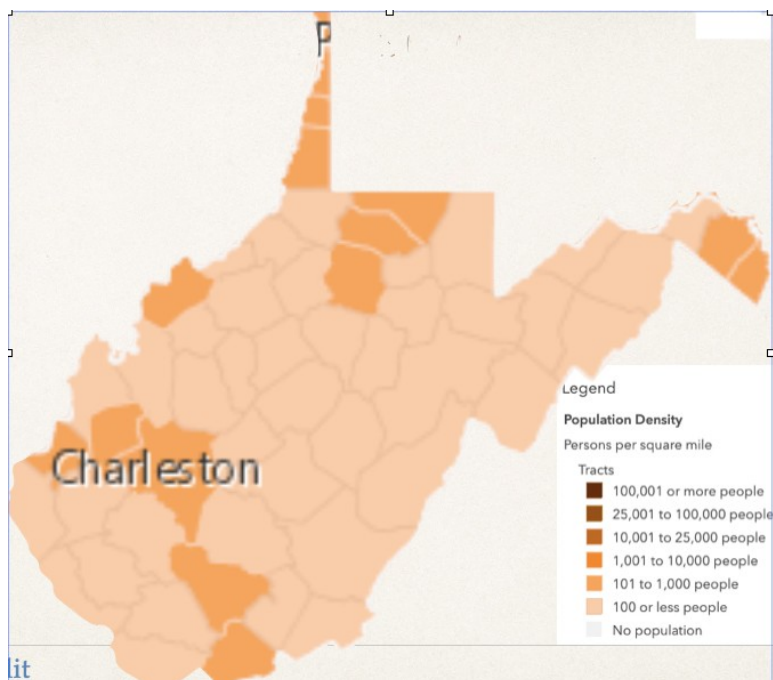 P
Charleston
Legend
Population Density
Persons per square mile
Tracts
100,001 or more people
25,001 to 100,000 people
10,001 to 25,000 people
1,001 to 10,000 people
101 to 1,000 people
100 or less people
No population
lit